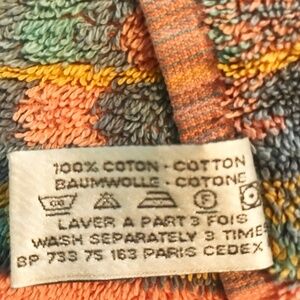 100% COTON - COTTON
BAUMWOLLE - COTONE
LAVER A PART 3 FOIS
WASH SEPARATELY 3 TIMES
BP 733 75 163 PARIS CEDEX